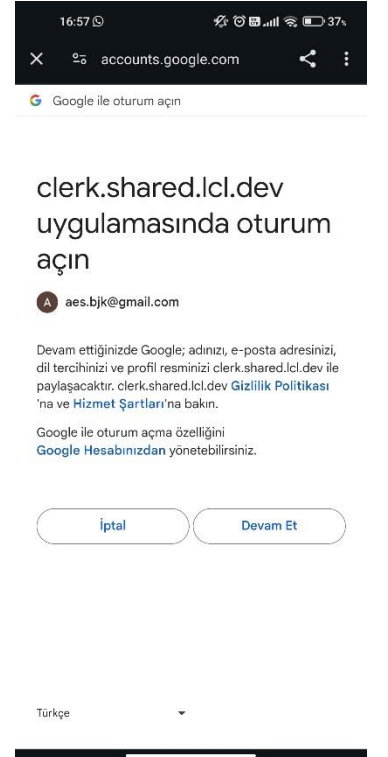 16:57
37%
accounts.google.com
Google ile oturum açın
clerk.shared.lcl.dev
uygulamasında oturum
açın
A aes.bjk@gmail.com
Devam ettiğinizde Google; adınızı, e-posta adresinizi,
dil tercihinizi ve profil resminizi clerk.shared.lcl.dev ile
paylaşacaktır. clerk.shared.lcl.dev Gizlilik Politikası
'na ve Hizmet Şartları'na bakın.
Google ile oturum açma özelliğini
Google Hesabınızdan yönetebilirsiniz.
İptal
Devam Et
Türkçe